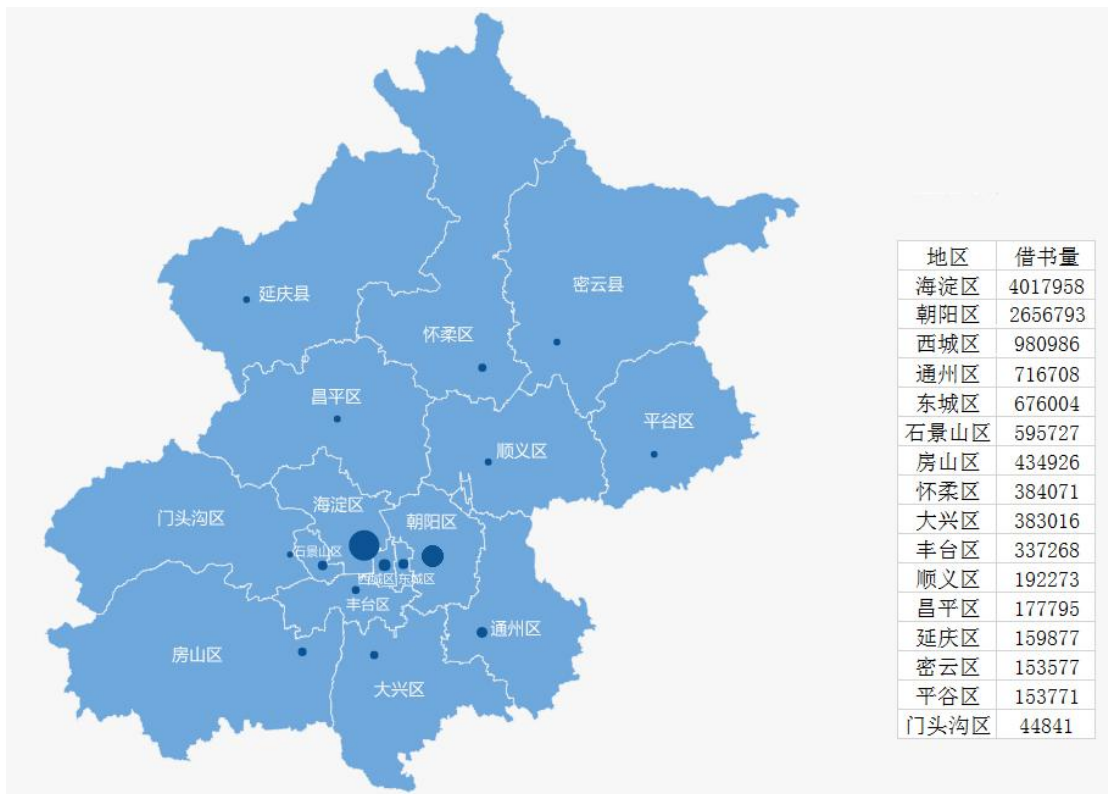 延庆县
密云县
怀柔区
昌平区
平谷区
顺义区
海淀区
门头沟区
朝阳区
石景山区
西城区
东城区
丰台区
通州区
房山区
大兴区
地区 借书量
海淀区 4017958
朝阳区 2656793
西城区 980986
通州区 716708
东城区 676004
石景山区 595727
房山区 434926
怀柔区 384071
大兴区 383016
丰台区 337268
顺义区 192273
昌平区 177795
延庆区 159877
密云区 153577
平谷区 153771
门头沟区 44841